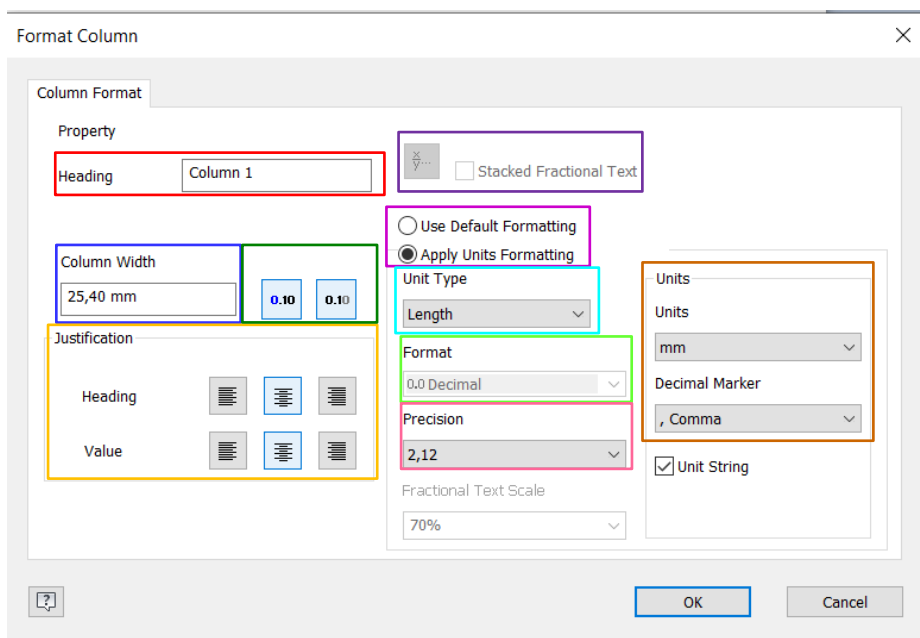 Format Column
Column Format
Property
Heading Column 1
x/y... Stacked Fractional Text
Use Default Formatting
Apply Units Formatting
Column Width
25,40 mm
0.10 0.10
Unit Type
Length
Units
Units
mm
Justification
Heading
Value
Format
0.0 Decimal
Decimal Marker
, Comma
Precision
2,12
Unit String
Fractional Text Scale
70%
?
OK
Cancel